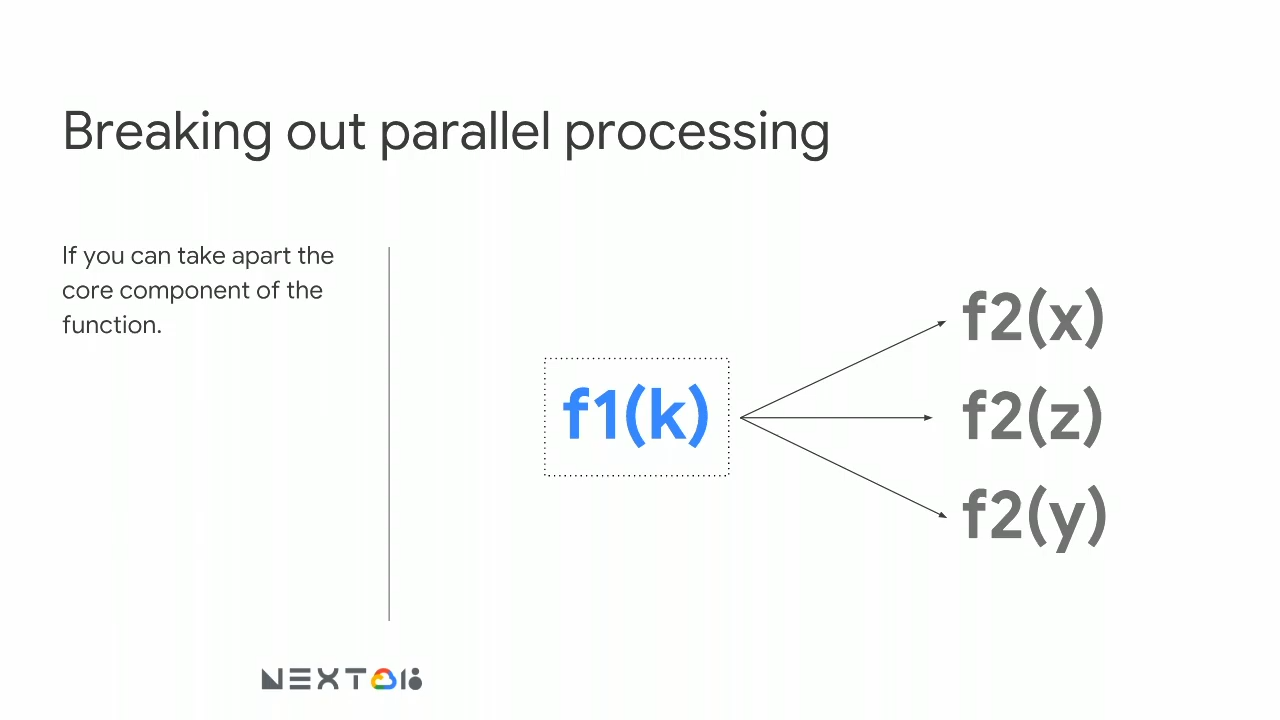 Breaking out parallel processing
If you can take apart the
core component of the
function.
f1(k)
f2(x)
f2(z)
f2(y)
NEXT 18